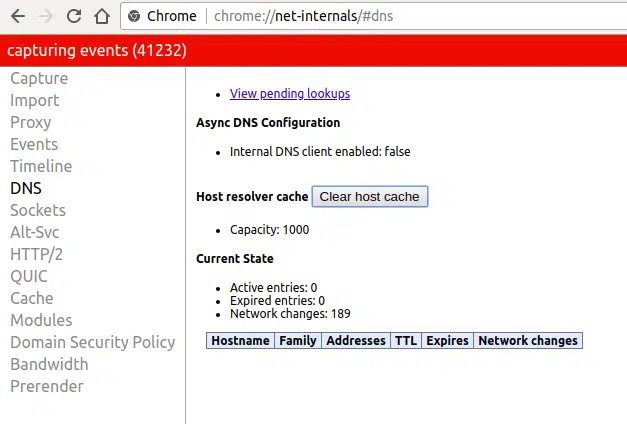 Chrome chrome://net-internals/#dns
capturing events (41232)
Capture
Import
Proxy
Events
Timeline
DNS
Sockets
Alt-Svc
HTTP/2
QUIC
Cache
Modules
Domain Security Policy
Bandwidth
Prerender
View pending lookups
Async DNS Configuration
Internal DNS client enabled: false
Host resolver cache Clear host cache
Capacity: 1000
Current State
Active entries: 0
Expired entries: 0
Network changes: 189
Hostname Family Addresses TTL Expires Network changes